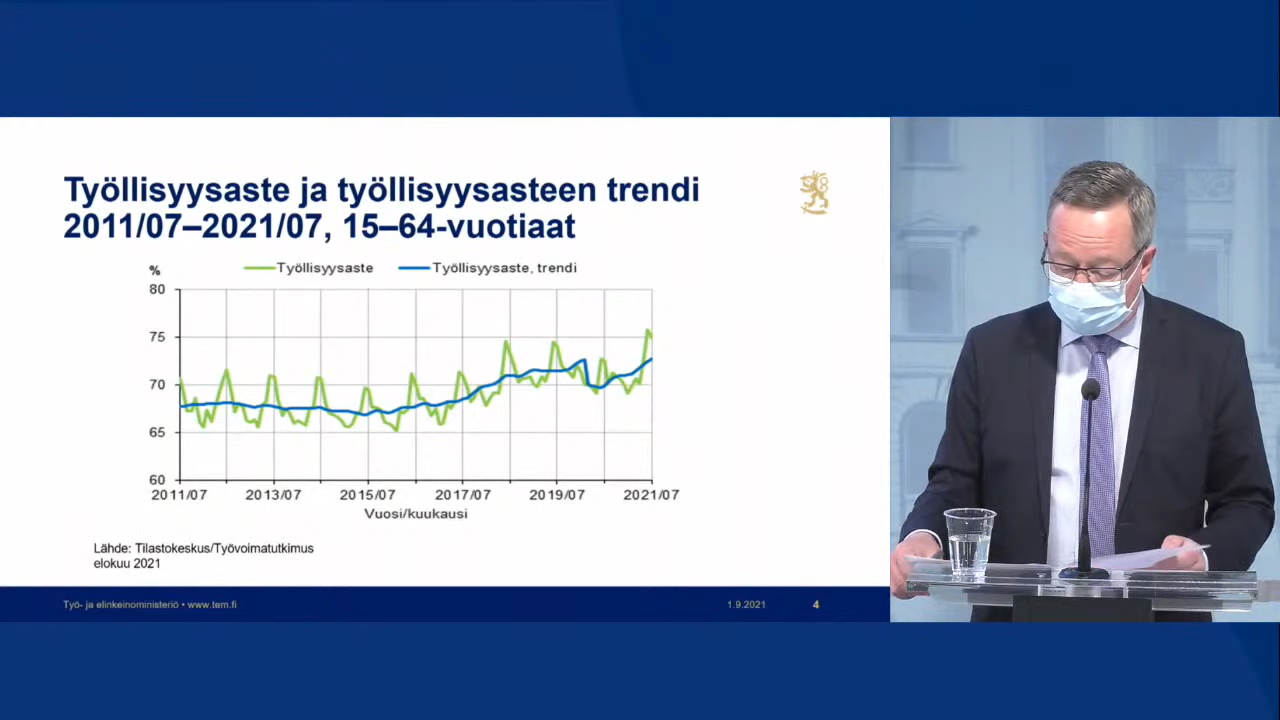 Työllisyysaste ja työllisyysasteen trendi
2011/07–2021/07, 15–64-vuotiaat
%
Työllisyysaste
Työllisyysaste, trendi
80
75
70
65
60
2011/07
2013/07
2015/07
2017/07
2019/07
2021/07
Vuosi/kuukausi
Lähde: Tilastokeskus/Työvoimatutkimus
elokuu 2021
Työ- ja elinkeinoministeriö • www.tem.fi
1.9.2021
4